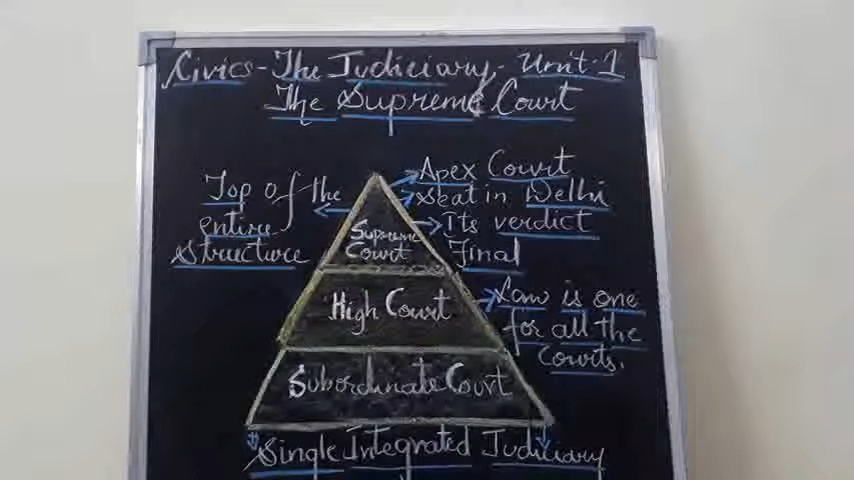 Civics - The Judiciary - Unit-1
The Supreme Court
Top of the
entire
Structure
Apex Court
Seat in Delhi
Its verdict
Final
Supreme
Court
High Court
Law is one
for all the
Courts.
Subordinate Court
Single Integrated Judiciary